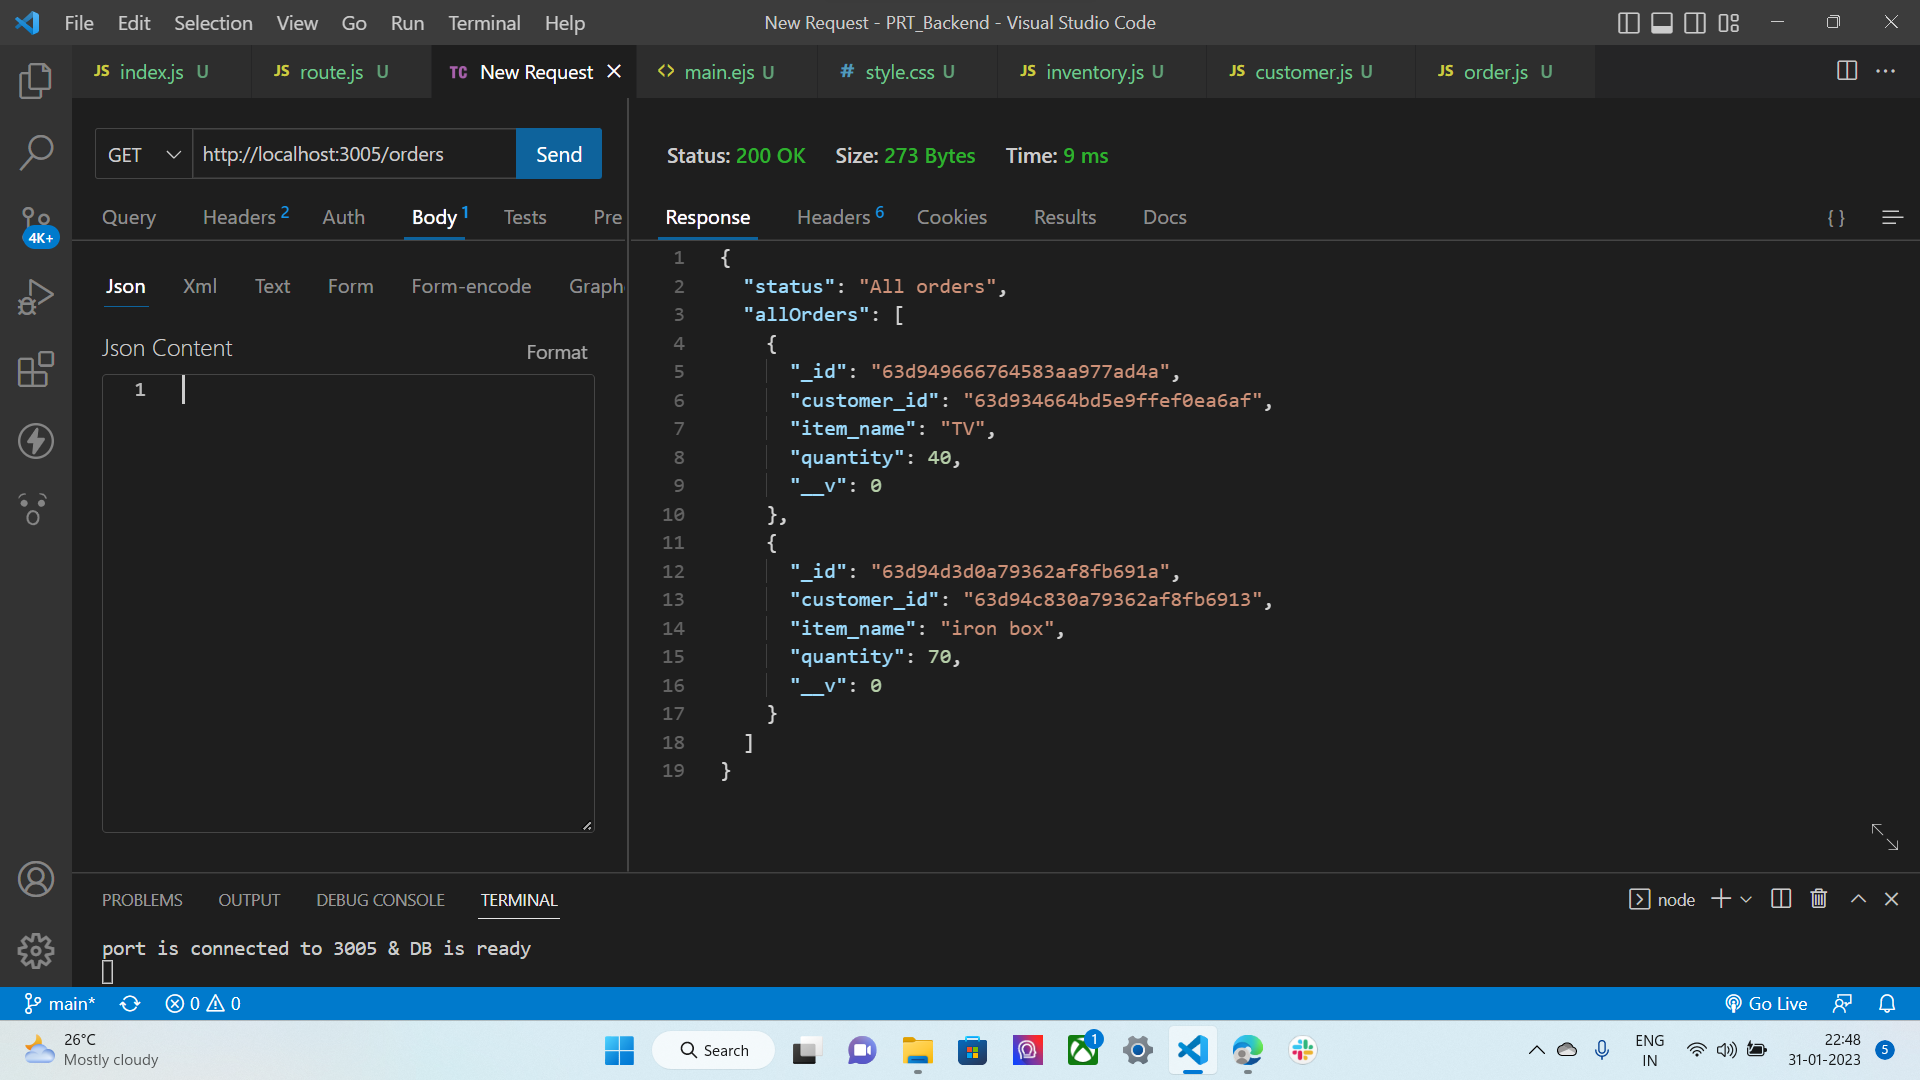 File Edit Selection View Go Run Terminal Help
New Request - PRT_Backend - Visual Studio Code
JS index.js U
JS route.js U
TC New Request
<> main.ejs U
# style.css U
JS inventory.js U
JS customer.js U
JS order.js U
GET http://localhost:3005/orders Send
Query Headers 2 Auth Body 1 Tests Pre
Json Xml Text Form Form-encode Graph
Json Content
Format
1
4K+
Status: 200 OK Size: 273 Bytes Time: 9 ms
Response Headers 6 Cookies Results Docs { }
1 {
2 "status": "All orders",
3 "allOrders": [
4 {
5 "_id": "63d949666764583aa977ad4a",
6 "customer_id": "63d934664bd5e9ffef0ea6af",
7 "item_name": "TV",
8 "quantity": 40,
9 "__v": 0
10 },
11 {
12 "_id": "63d94d3d0a79362af8fb691a",
13 "customer_id": "63d94c830a79362af8fb6913",
14 "item_name": "iron box",
15 "quantity": 70,
16 "__v": 0
17 }
18 ]
19 }
PROBLEMS OUTPUT DEBUG CONSOLE TERMINAL
node
port is connected to 3005 & DB is ready
main* 0 0
Go Live
26°C
Mostly cloudy
Search
1
ENG
IN
22:48
31-01-2023
5